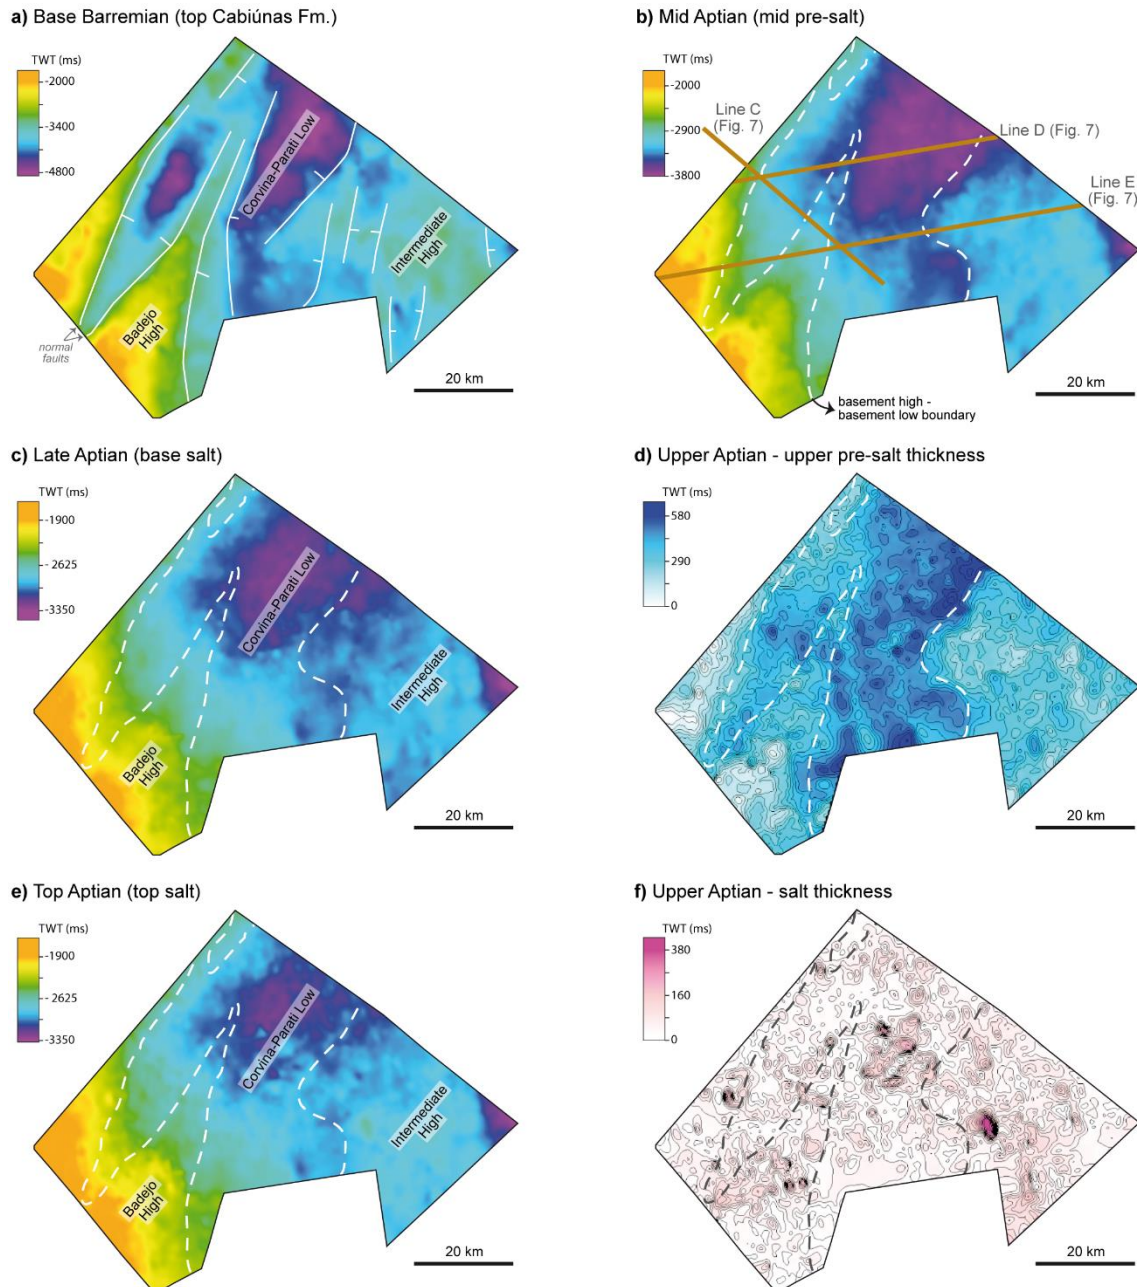 a) Base Barremian (top Cabiúnas Fm.)
TWT (ms)
-2000
-3400
-4800
Corvina-Parati Low
Intermediate
High
Badejo
High
normal
faults
20 km
b) Mid Aptian (mid pre-salt)
TWT (ms)
-2000
-2900
-3800
Line C
(Fig. 7)
Line D (Fig. 7)
Line E
(Fig. 7)
basement high -
basement low boundary
20 km
c) Late Aptian (base salt)
TWT (ms)
-1900
-2625
-3350
Corvina-Parati Low
Intermediate
High
Badejo
High
20 km
d) Upper Aptian - upper pre-salt thickness
TWT (ms)
580
290
0
20 km
e) Top Aptian (top salt)
TWT (ms)
-1900
-2625
-3350
Corvina-Parati Low
Intermediate
High
Badejo
High
20 km
f) Upper Aptian - salt thickness
TWT (ms)
380
160
0
20 km